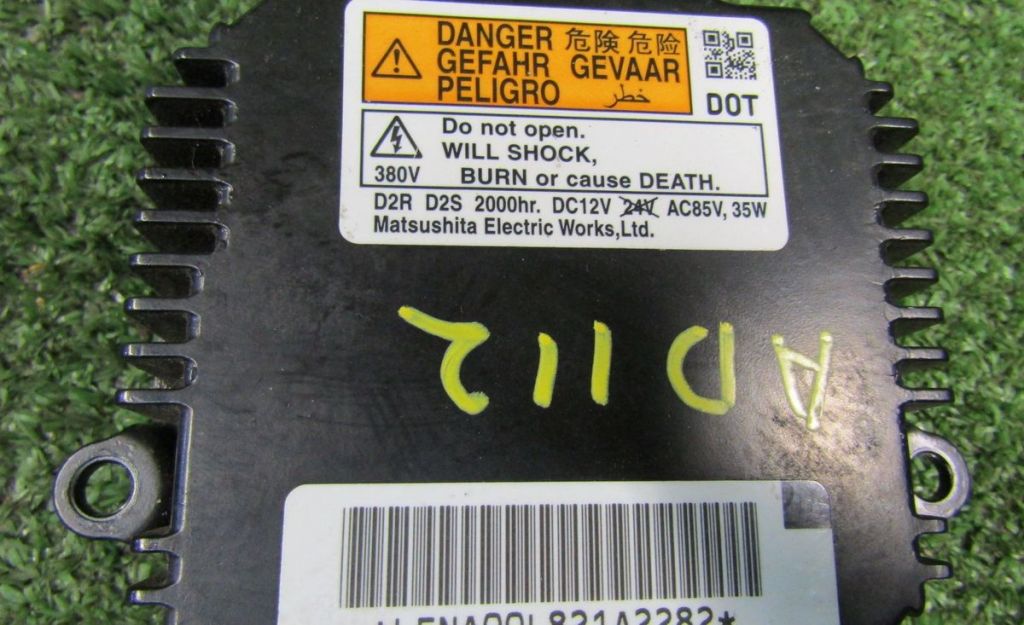 DANGER 危険 危险
GEFAHR GEVAAR
PELIGRO خطر
DOT
Do not open.
WILL SHOCK,
380V BURN or cause DEATH.
D2R D2S 2000hr. DC12V 24V AC85V, 35W
Matsushita Electric Works,Ltd.
AD112